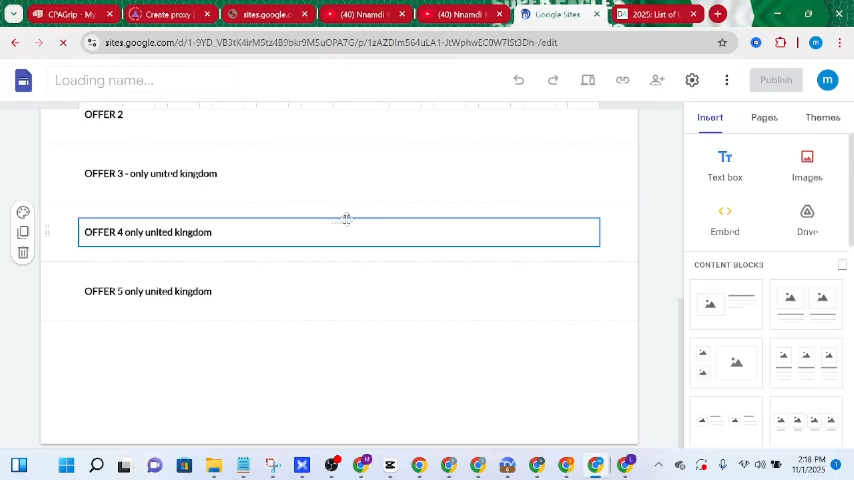 CPAGrip - My
Create proxy |
sites.google.c
(40) Nnamdi
(40) Nnamdi
Google Sites
2025: List of
sites.google.com/d/1-9YD_VB3tK4irM5tz4B9bkr9M5uOPA7G/p/1zAZDlm564uLA1-JtWphwEC0W7lSt3Dh-/edit
Loading name...
Publish
m
OFFER 2
OFFER 3 - only united kingdom
OFFER 4 only united kingdom
OFFER 5 only united kingdom
Insert
Pages
Themes
Text box
Images
Embed
Drive
CONTENT BLOCKS
2:18 PM
11/1/2025